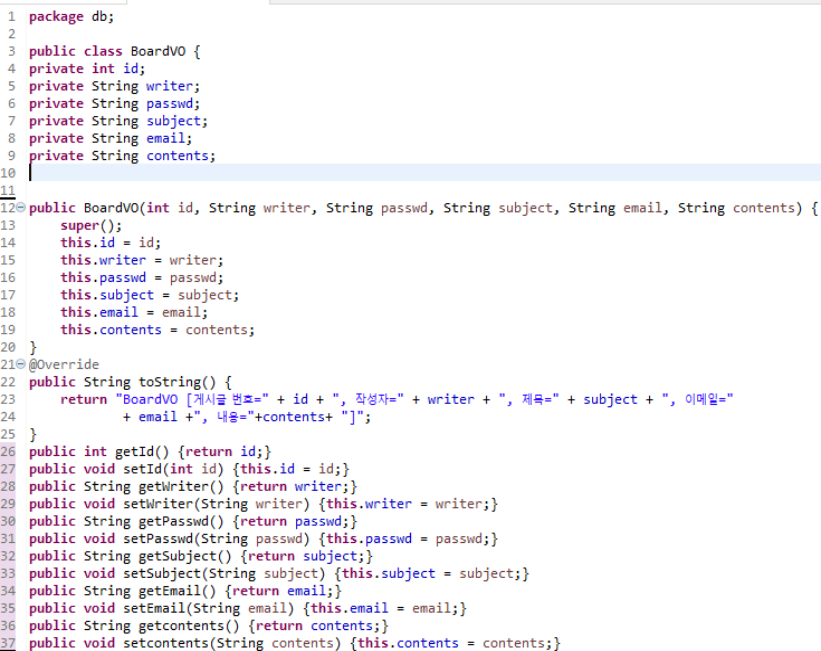 1 package db;
2
3 public class BoardVO {
4 private int id;
5 private String writer;
6 private String passwd;
7 private String subject;
8 private String email;
9 private String contents;
10
11
12 public BoardVO(int id, String writer, String passwd, String subject, String email, String contents) {
13     super();
14     this.id = id;
15     this.writer = writer;
16     this.passwd = passwd;
17     this.subject = subject;
18     this.email = email;
19     this.contents = contents;
20 }
21 @Override
22 public String toString() {
23     return "BoardVO [게시글 번호=" + id + ", 작성자=" + writer + ", 제목=" + subject + ", 이메일="
24             + email +", 내용="+contents+ "]";
25 }
26 public int getId() {return id;}
27 public void setId(int id) {this.id = id;}
28 public String getWriter() {return writer;}
29 public void setWriter(String writer) {this.writer = writer;}
30 public String getPasswd() {return passwd;}
31 public void setPasswd(String passwd) {this.passwd = passwd;}
32 public String getSubject() {return subject;}
33 public void setSubject(String subject) {this.subject = subject;}
34 public String getEmail() {return email;}
35 public void setEmail(String email) {this.email = email;}
36 public String getcontents() {return contents;}
37 public void setcontents(String contents) {this.contents = contents;}